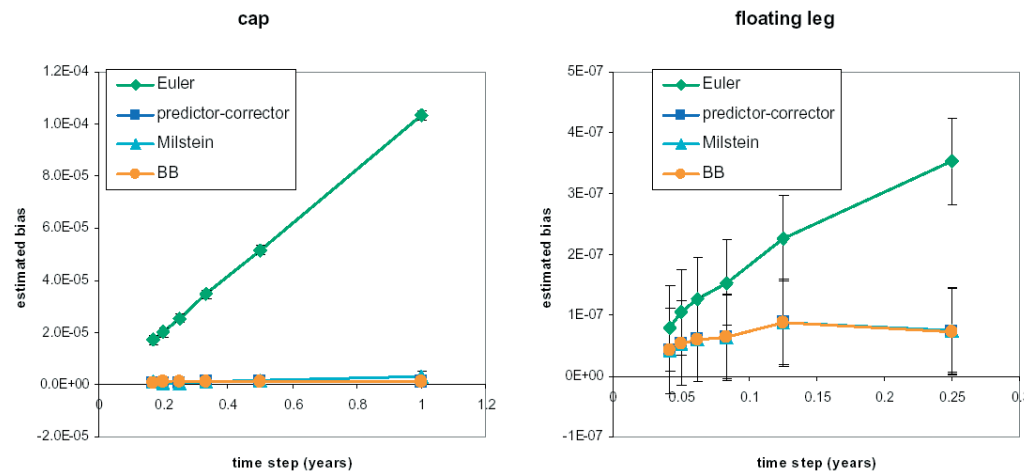 cap
1.2E-04
1.0E-04
8.0E-05
6.0E-05
4.0E-05
2.0E-05
0.0E+00
-2.0E-05
estimated bias
Euler
predictor-corrector
Milstein
BB
0 0.2 0.4 0.6 0.8 1 1.2
time step (years)
floating leg
5E-07
4E-07
3E-07
2E-07
1E-07
0E+00
-1E-07
estimated bias
Euler
predictor-corrector
Milstein
BB
0 0.05 0.1 0.15 0.2 0.25 0.3
time step (years)